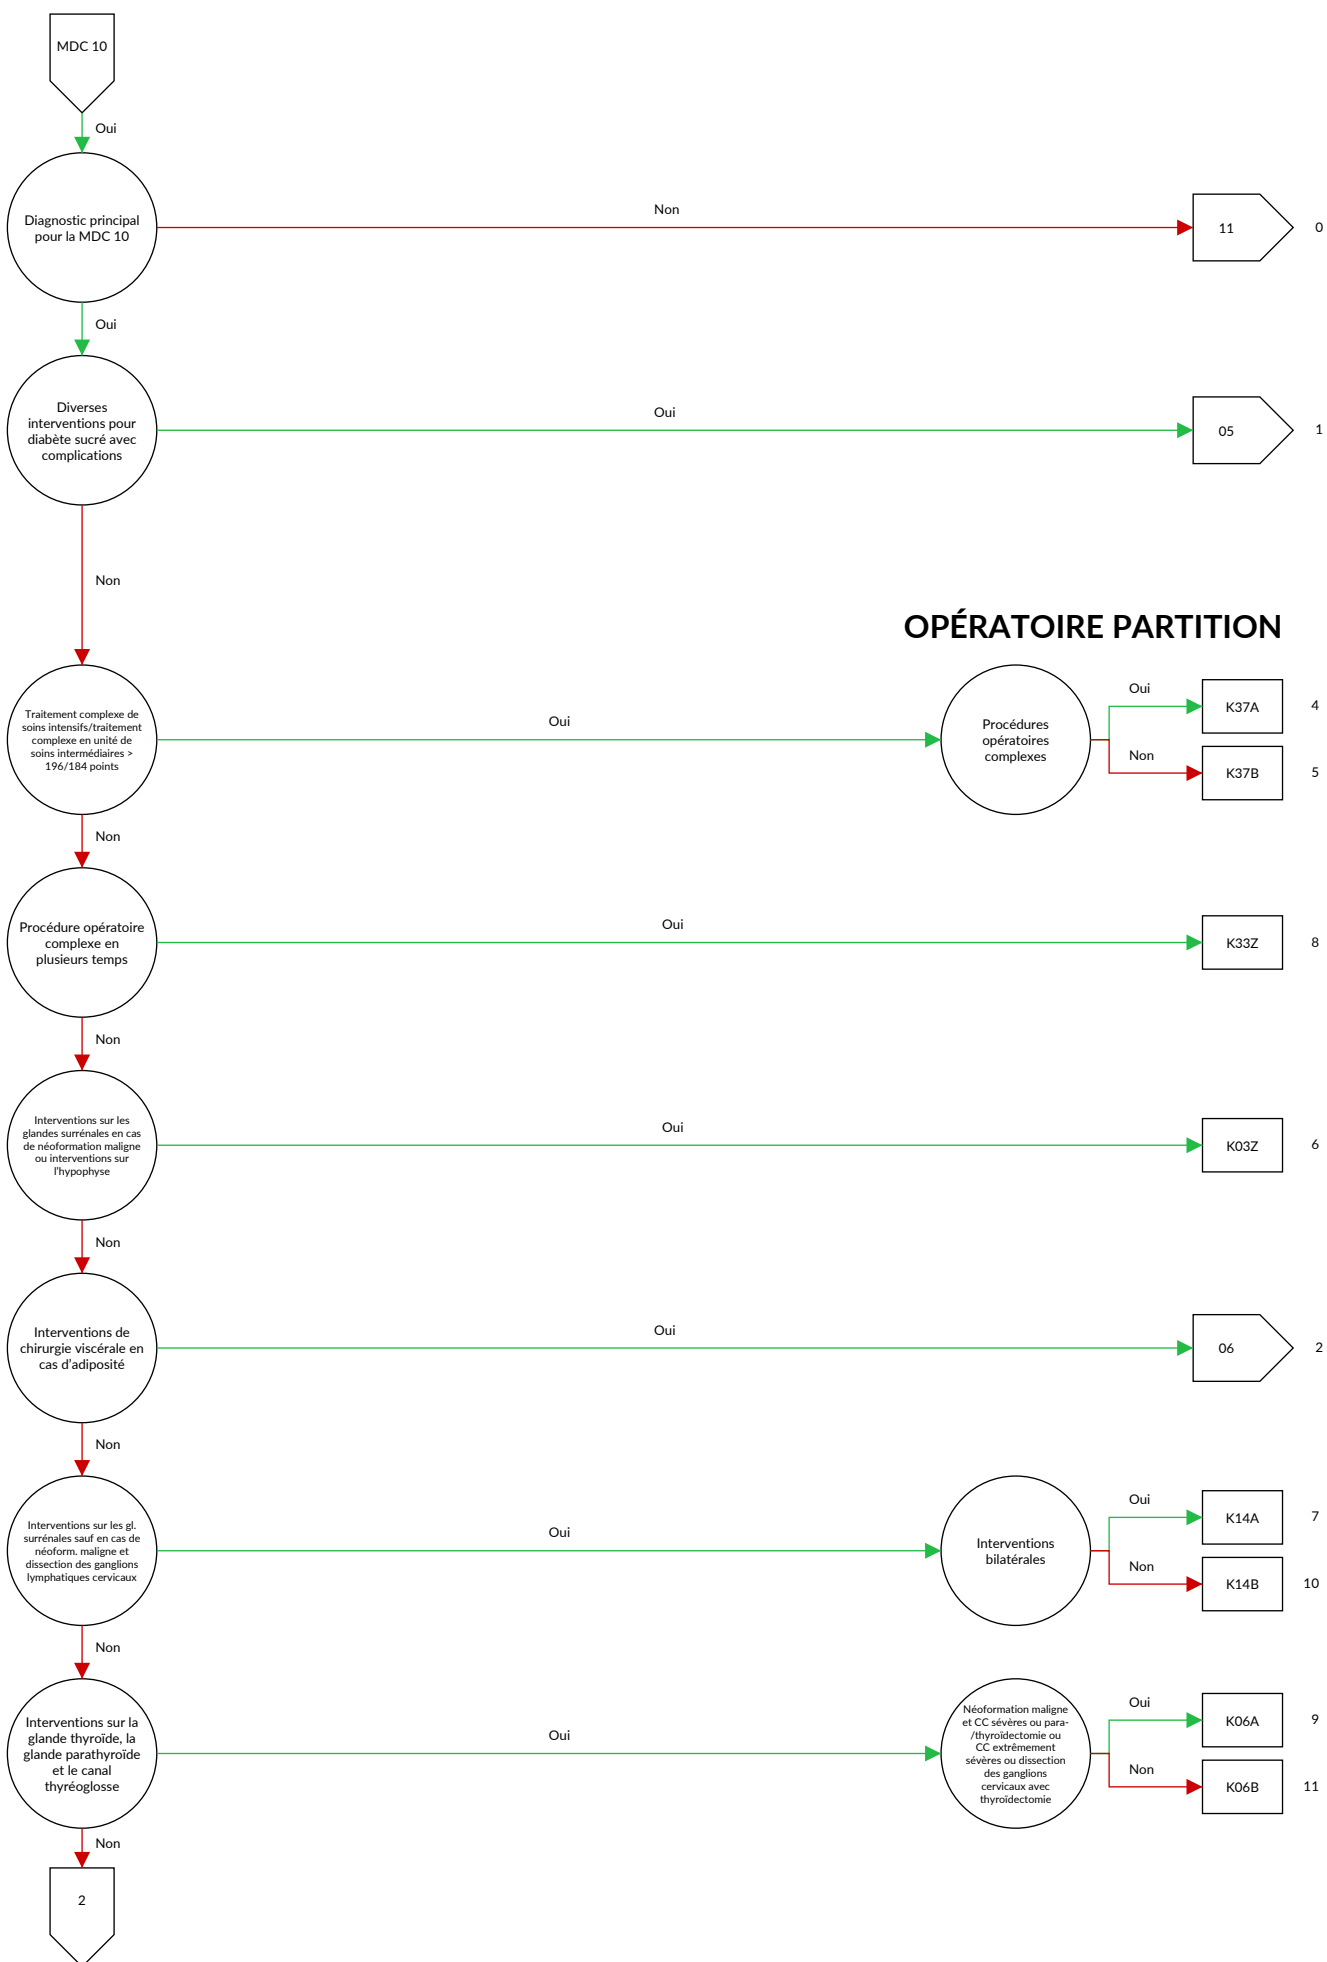 MDC 10
Oui
Diagnostic principal
pour la MDC 10
Non
11
0
Oui
Diverses
interventions pour
diabète sucré avec
complications
Oui
05
1
Non
OPÉRATOIRE PARTITION
Traitement complexe de
soins intensifs/traitement
complexe en unité de
soins intermédiaires >
196/184 points
Oui
Procédures
opératoires
complexes
Oui
K37A
4
Non
K37B
5
Non
Procédure opératoire
complexe en
plusieurs temps
Oui
K33Z
8
Non
Interventions sur les
glandes surrénales en cas
de néoformation maligne
ou interventions sur
l'hypophyse
Oui
K03Z
6
Non
Interventions de
chirurgie viscérale en
cas d'adiposité
Oui
06
2
Non
Interventions sur les gl.
surrénales sauf en cas de
néoform. maligne et
dissection des ganglions
lymphatiques cervicaux
Oui
Interventions
bilatérales
Oui
K14A
7
Non
K14B
10
Non
Interventions sur la
glande thyroïde, la
glande parathyroïde
et le canal
thyréoglosse
Oui
Néoformation maligne
et CC sévères ou para-
/thyroïdectomie ou
CC extrêmement
sévères ou dissection
des ganglions
cervicaux avec
thyroïdectomie
Oui
K06A
9
Non
K06B
11
Non
2